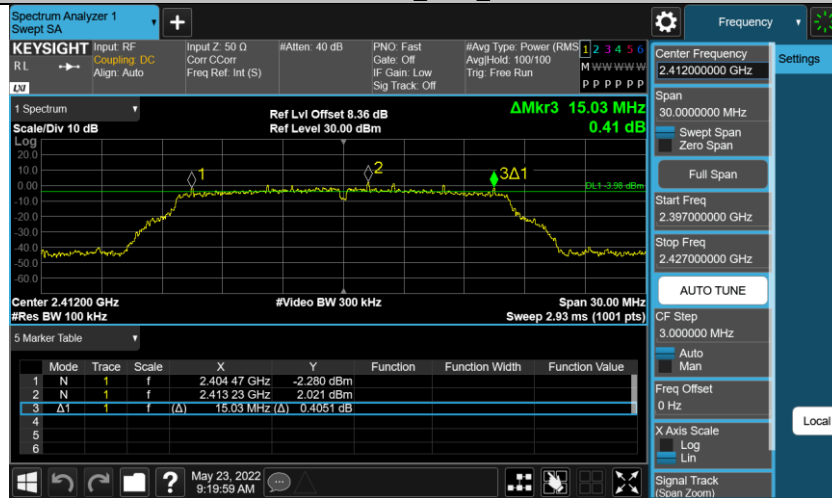 Spectrum Analyzer 1
Swept SA
Frequency
KEYSIGHT
RL
LXI
Input: RF
Coupling: DC
Align: Auto
Input Z: 50 Ω
Corr CCorr
Freq Ref: Int (S)
#Atten: 40 dB
PNO: Fast
Gate: Off
IF Gain: Low
Sig Track: Off
#Avg Type: Power (RMS
Avg|Hold: 100/100
Trig: Free Run
1 2 3 4 5 6
M W W W W W
P P P P P P
1 Spectrum
Scale/Div 10 dB
Ref Lvl Offset 8.36 dB
Ref Level 30.00 dBm
ΔMkr3 15.03 MHz
0.41 dB
Log
20.0
10.0
0.00
-10.0
-20.0
-30.0
-40.0
-50.0
-60.0
1
2
3Δ1
DL1 -3.98 dBm
Center 2.41200 GHz
#Video BW 300 kHz
Span 30.00 MHz
#Res BW 100 kHz
Sweep 2.93 ms (1001 pts)
5 Marker Table
Mode Trace Scale X Y Function Function Width Function Value
1 N 1 f 2.404 47 GHz -2.280 dBm
2 N 1 f 2.413 23 GHz 2.021 dBm
3 Δ1 1 f (Δ) 15.03 MHz (Δ) 0.4051 dB
4
5
6
?
May 23, 2022
9:19:59 AM
Center Frequency
2.412000000 GHz
Span
30.0000000 MHz
Swept Span
Zero Span
Full Span
Start Freq
2.397000000 GHz
Stop Freq
2.427000000 GHz
AUTO TUNE
CF Step
3.000000 MHz
Auto
Man
Freq Offset
0 Hz
X Axis Scale
Log
Lin
Signal Track
(Span Zoom)
Settings
Local